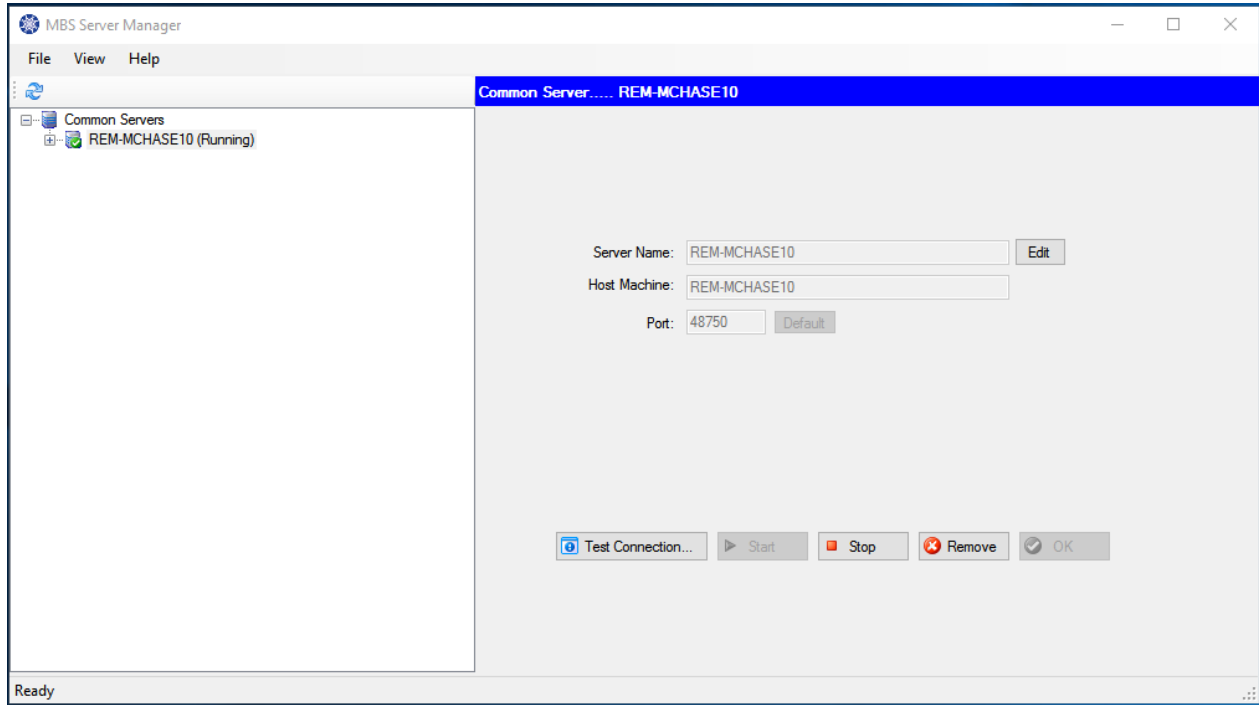 MBS Server Manager
File View Help
Common Server..... REM-MCHASE10
Common Servers
REM-MCHASE10 (Running)
Server Name: REM-MCHASE10 Edit
Host Machine: REM-MCHASE10
Port: 48750 Default
Test Connection... Start Stop Remove OK
Ready